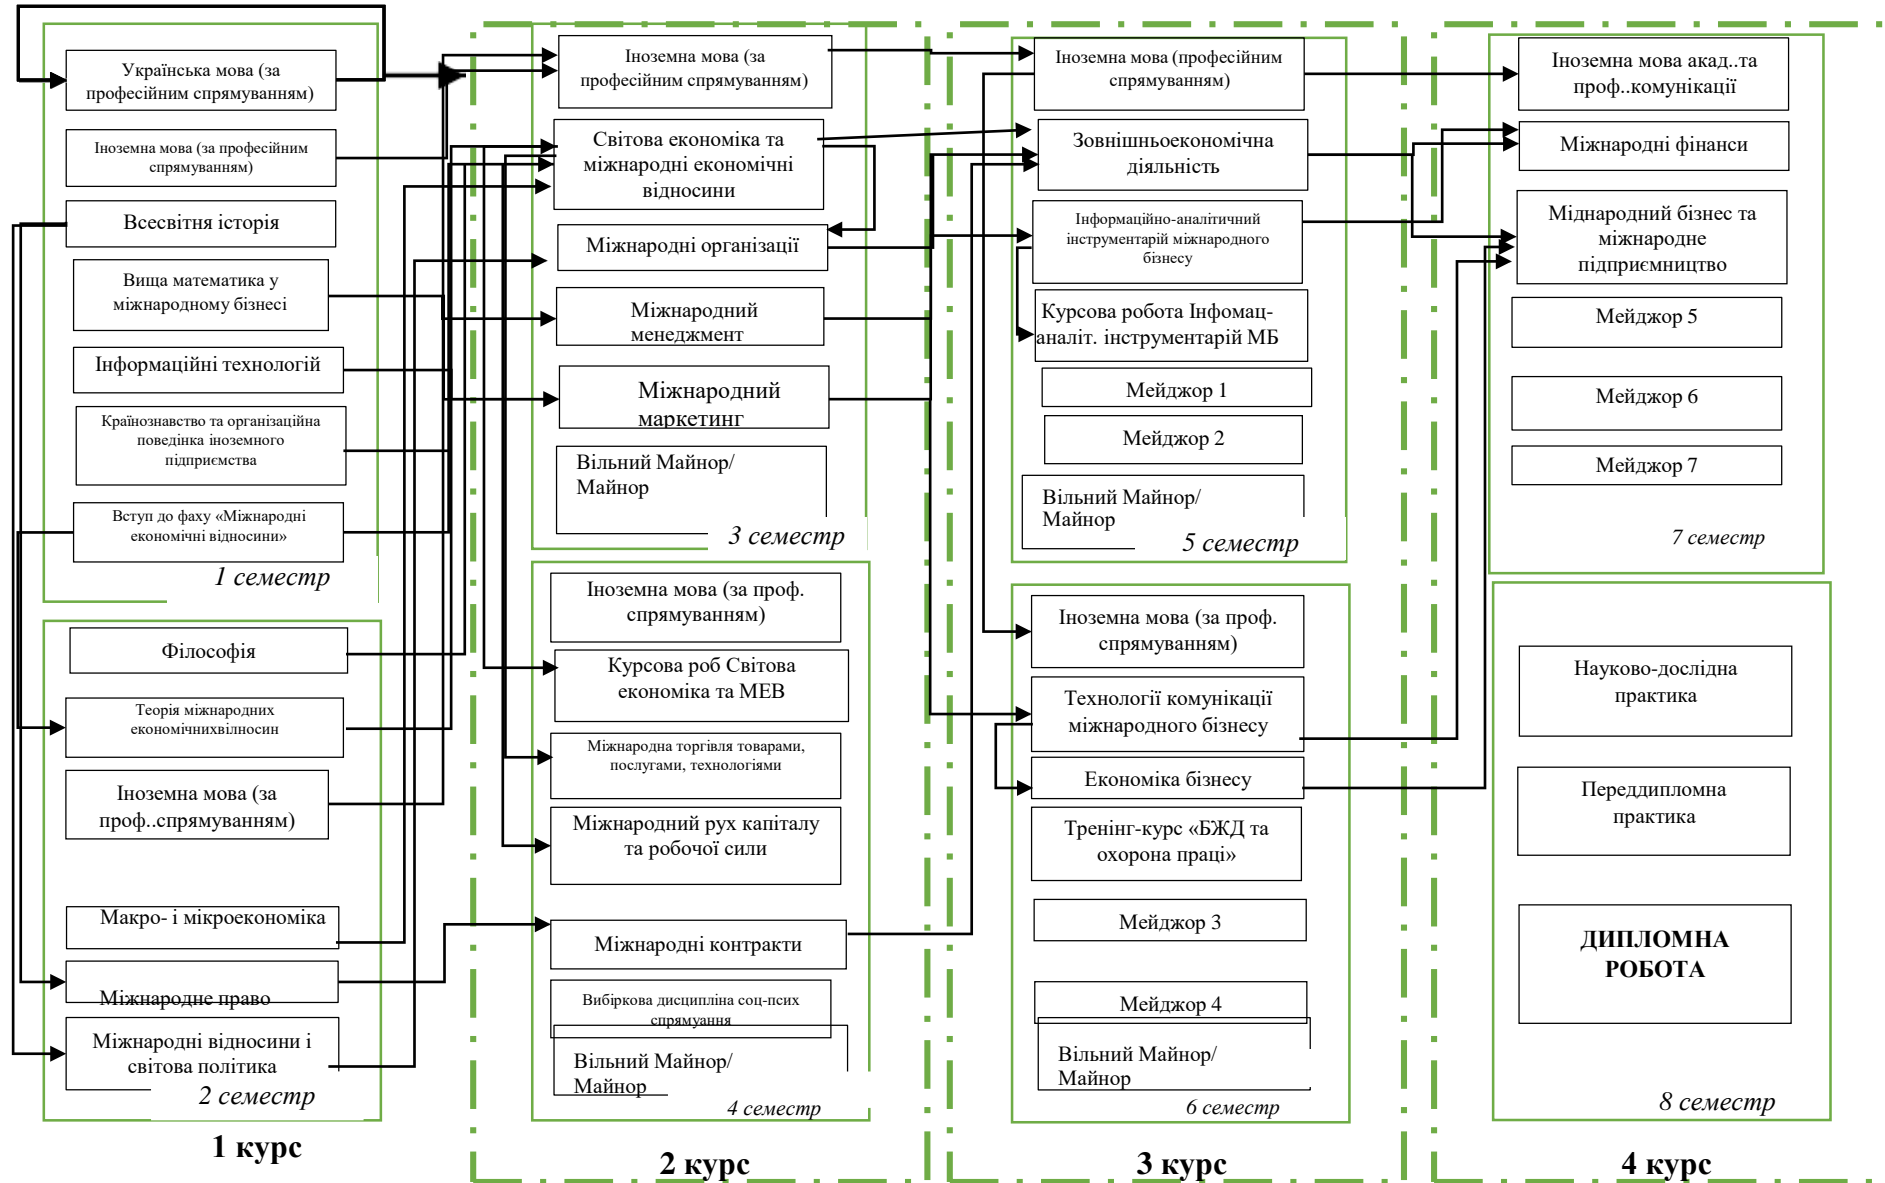 Українська мова (за
професійним спрямуванням)
Іноземна мова (за професійним
спрямуванням)
Всесвітня історія
Вища математика у
міжнародному бізнесі
Інформаційні технологій
Країнознавство та організаційна
поведінка іноземного
підприємства
Вступ до фаху «Міжнародні
економічні відносини»
1 семестр
Філософія
Теорія міжнародних
економічнихвілносин
Іноземна мова (за
проф..спрямуванням)
Макро- і мікроекономіка
Міжнародне право
Міжнародні відносини і
світова політика
2 семестр
1 курс
Іноземна мова (за
професійним спрямуванням)
Світова економіка та
міжнародні економічні
відносини
Міжнародні організації
Міжнародний
менеджмент
Міжнародний
маркетинг
Вільний Майнор/
Майнор
3 семестр
Іноземна мова (за проф.
спрямуванням)
Курсова роб Світова
економіка та МЕВ
Міжнародна торгівля товарами,
послугами, технологіями
Міжнародний рух капіталу
та робочої сили
Міжнародні контракти
Вибіркова дисципліна соц-псих
спрямуання
Вільний Майнор/
Майнор
4 семестр
2 курс
Іноземна мова (професійним
спрямуванням)
Зовнішньоекономічна
діяльність
Інформаційно-аналітичний
інструментарій міжнародного
бізнесу
Курсова робота Інфомац-
аналіт. інструментарій МБ
Мейджор 1
Мейджор 2
Вільний Майнор/
Майнор
5 семестр
Іноземна мова (за проф.
спрямуванням)
Технології комунікації
міжнародного бізнесу
Економіка бізнесу
Тренінг-курс «БЖД та
охорона праці»
Мейджор 3
Мейджор 4
Вільний Майнор/
Майнор
6 семестр
3 курс
Іноземна мова акад..та
проф..комунікації
Міжнародні фінанси
Міднародний бізнес та
міжнародне
підприємництво
Мейджор 5
Мейджор 6
Мейджор 7
7 семестр
Науково-дослідна
практика
Переддипломна
практика
ДИПЛОМНА
РОБОТА
8 семестр
4 курс